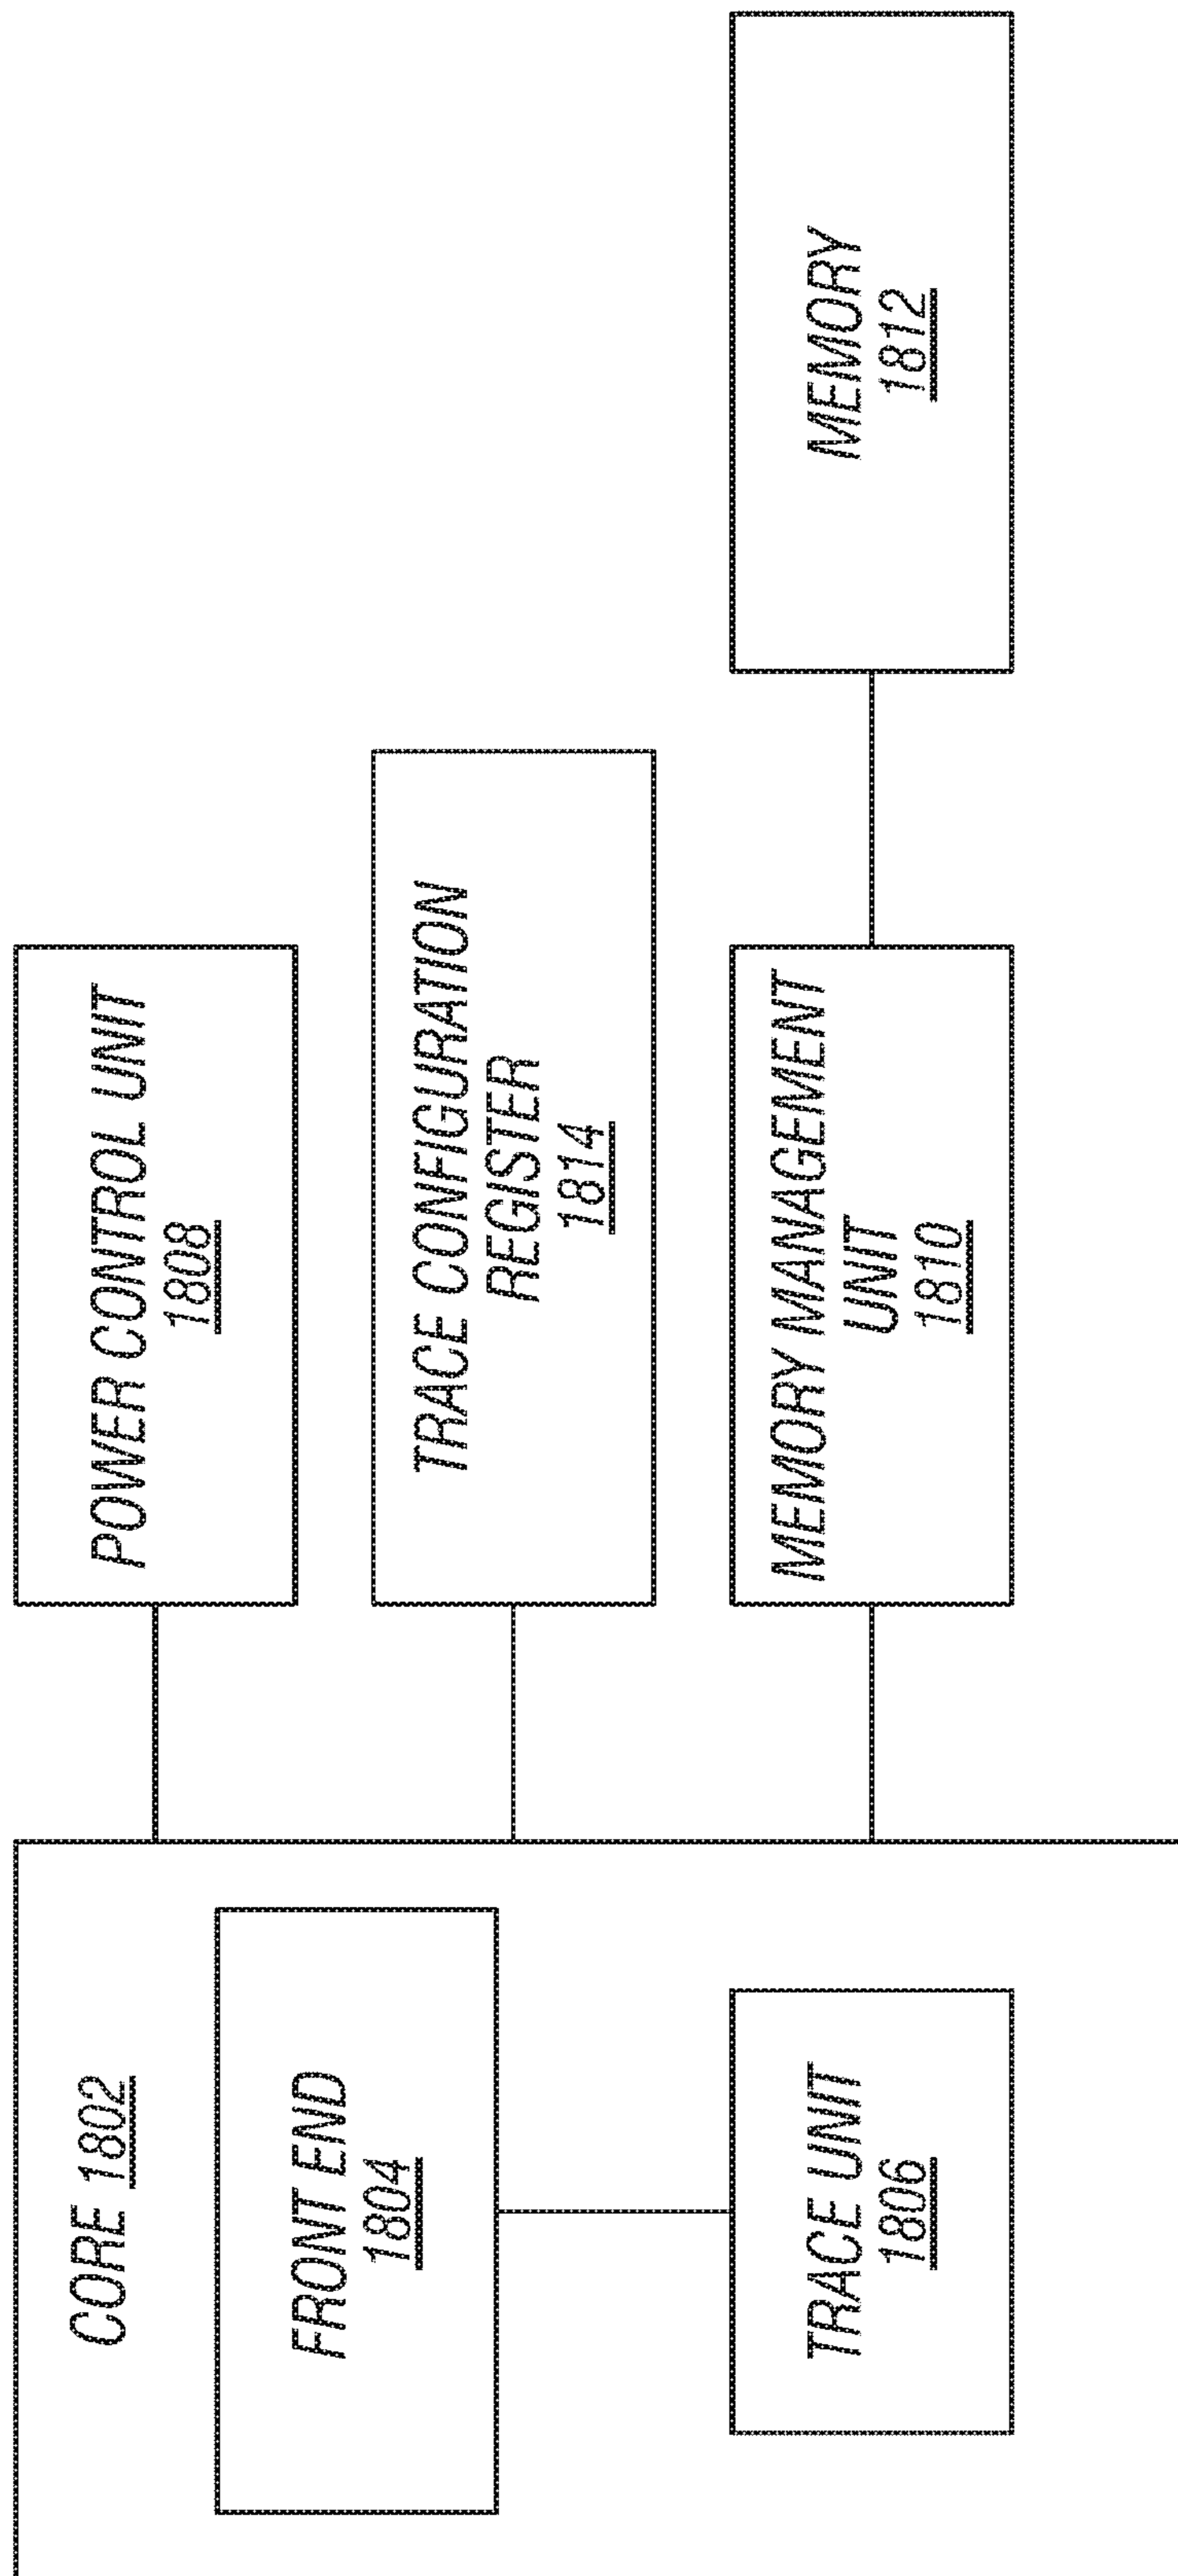 CORE 1802
FRONT END
1804
TRACE UNIT
1806
POWER CONTROL UNIT
1808
TRACE CONFIGURATION
REGISTER
1814
MEMORY MANAGEMENT
UNIT
1810
MEMORY
1812